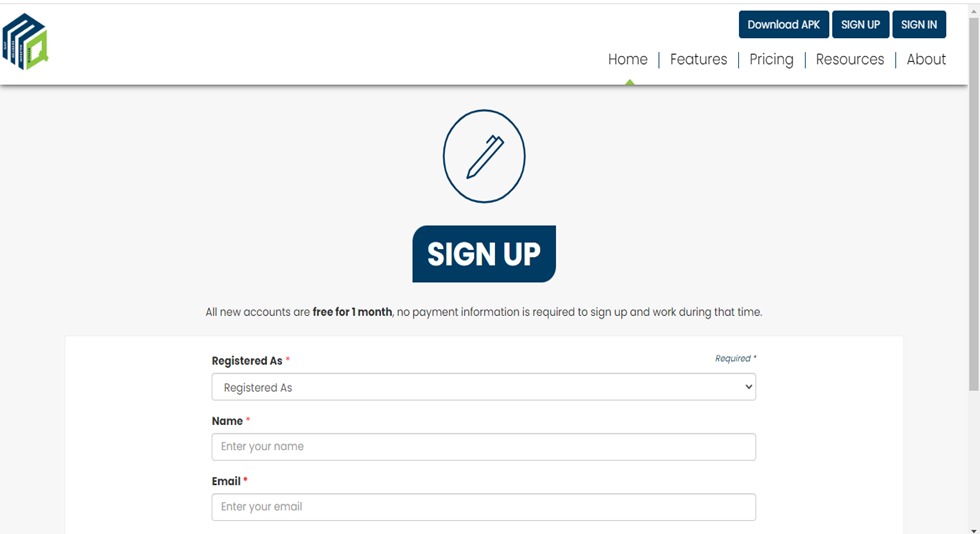 Download APK SIGN UP SIGN IN
Home Features Pricing Resources About
SIGN UP
All new accounts are free for 1 month, no payment information is required to sign up and work during that time.
Registered As * Required *
Registered As
Name *
Enter your name
Email *
Enter your email